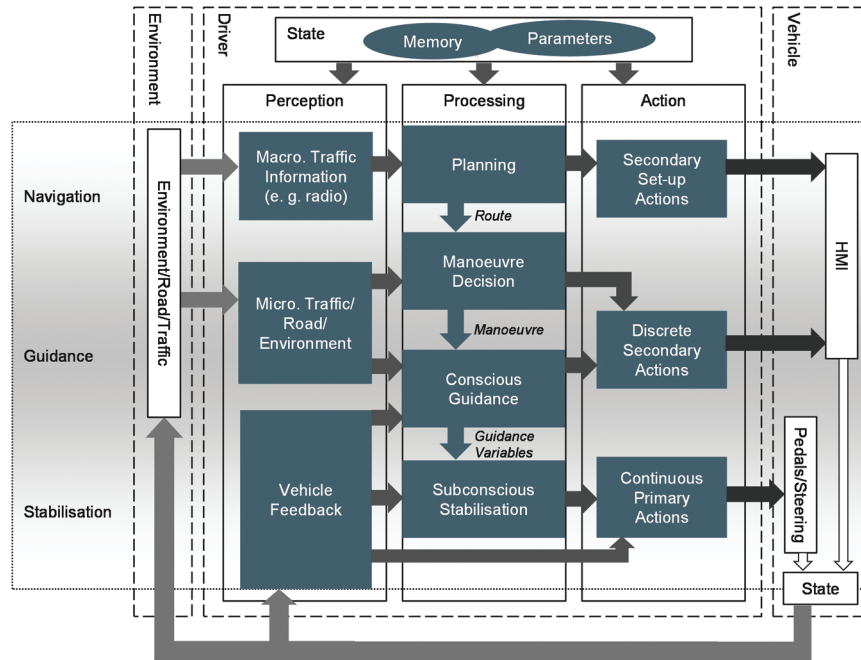 Environment
Driver
Vehicle
State
Memory
Parameters
Perception
Processing
Action
Navigation
Guidance
Stabilisation
Environment/Road/Traffic
Macro. Traffic
Information
(e. g. radio)
Planning
Secondary
Set-up
Actions
Route
Micro. Traffic/
Road/
Environment
Manoeuvre
Decision
Manoeuvre
Discrete
Secondary
Actions
HMI
Conscious
Guidance
Guidance
Variables
Vehicle
Feedback
Subconscious
Stabilisation
Continuous
Primary
Actions
Pedals/Steering
State